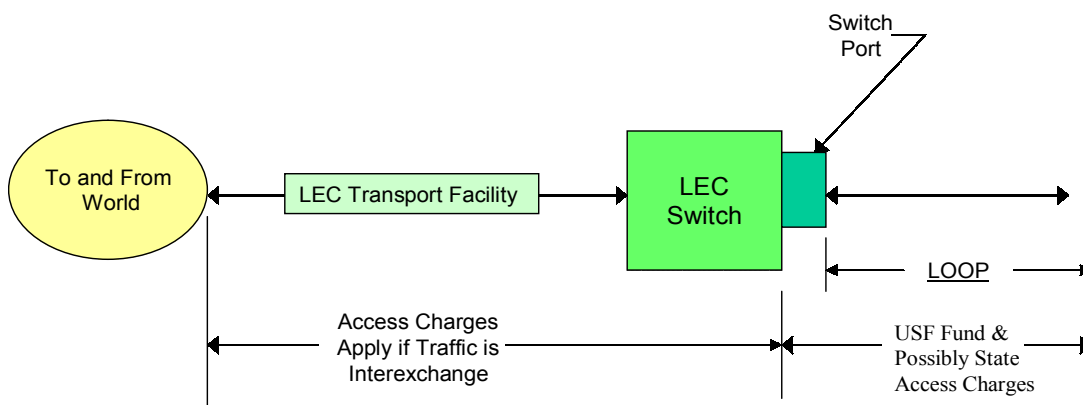 Switch
Port
To and From
World
LEC Transport Facility
LEC
Switch
LOOP
Access Charges
Apply if Traffic is
Interexchange
USF Fund &
Possibly State
Access Charges